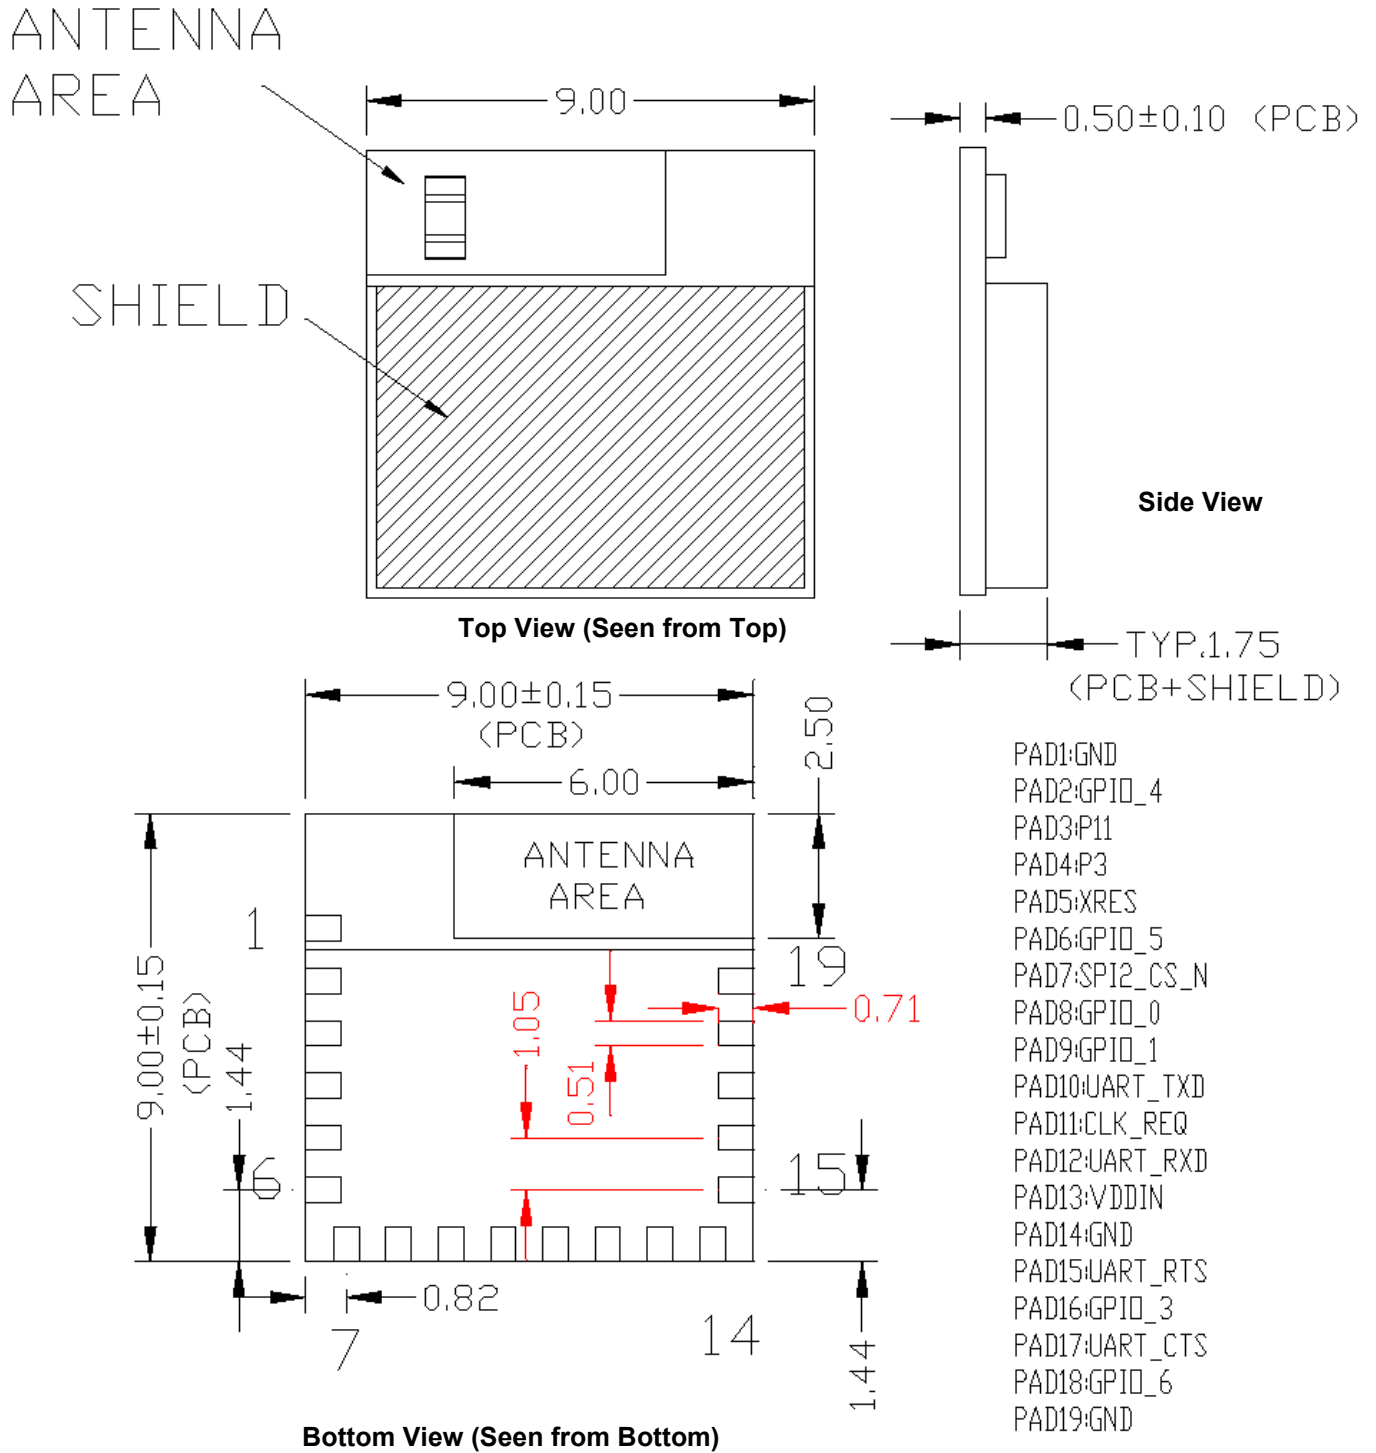 ANTENNA
AREA
9.00
0.50±0.10 (PCB)
SHIELD
Side View
Top View (Seen from Top)
TYP.1.75
(PCB+SHIELD)
9.00±0.15
(PCB)
2.50
6.00
ANTENNA
AREA
1
19
9.00±0.15
(PCB)
1.44
1.05
0.51
0.71
6
15
0.82
7
14
1.44
PAD1:GND
PAD2:GPIO_4
PAD3:P11
PAD4:P3
PAD5:XRES
PAD6:GPIO_5
PAD7:SPI2_CS_N
PAD8:GPIO_0
PAD9:GPIO_1
PAD10:UART_TXD
PAD11:CLK_REQ
PAD12:UART_RXD
PAD13:VDDIN
PAD14:GND
PAD15:UART_RTS
PAD16:GPIO_3
PAD17:UART_CTS
PAD18:GPIO_6
PAD19:GND
Bottom View (Seen from Bottom)